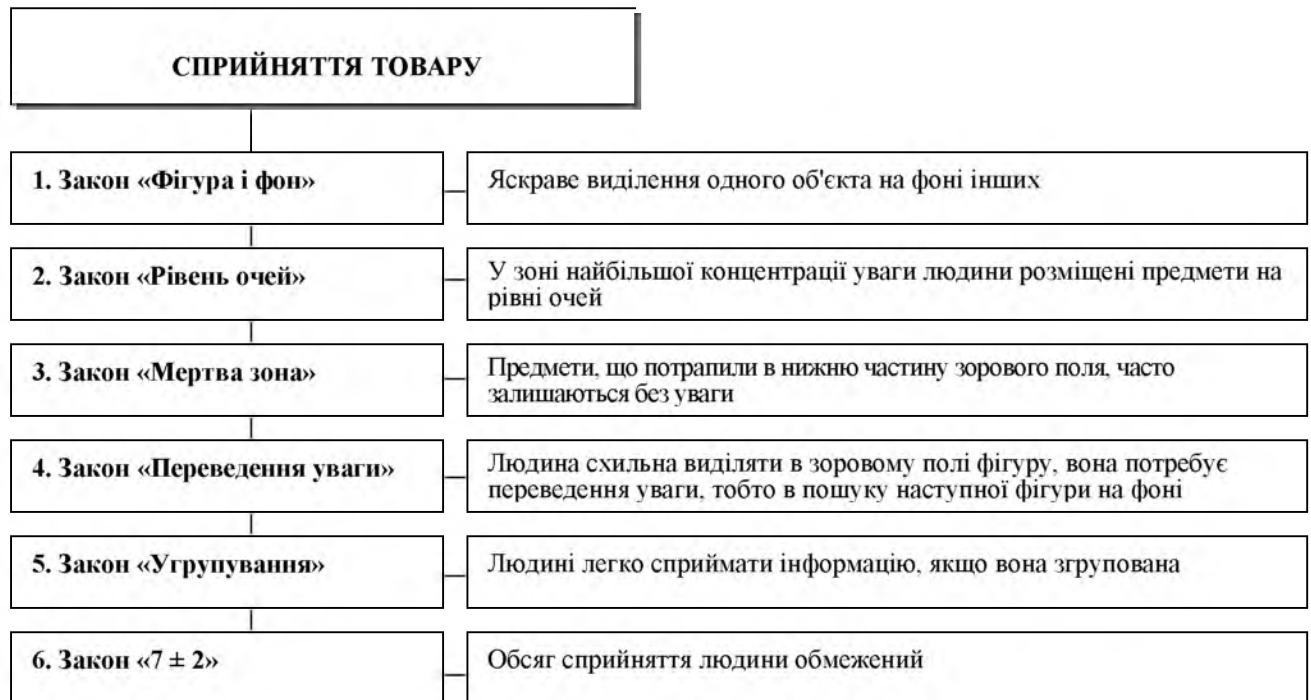 СПРИЙНЯТТЯ ТОВАРУ
1. Закон «Фігура і фон»
Яскраве виділення одного об'єкта на фоні інших
2. Закон «Рівень очей»
У зоні найбільшої концентрації уваги людини розміщені предмети на
рівні очей
3. Закон «Мертва зона»
Предмети, що потрапили в нижню частину зорового поля, часто
залишаються без уваги
4. Закон «Переведення уваги»
Людина схильна виділяти в зоровому полі фігуру, вона потребує
переведення уваги, тобто в пошуку наступної фігури на фоні
5. Закон «Угрупування»
Людині легко сприймати інформацію, якщо вона згрупована
6. Закон «7 ± 2»
Обсяг сприйняття людини обмежений